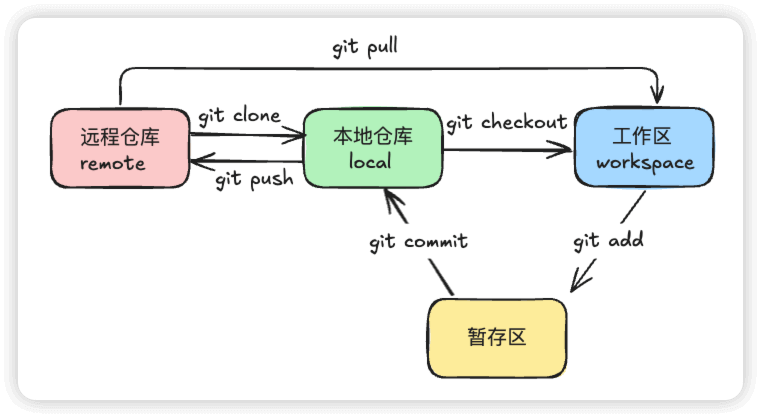 git pull
远程仓库
remote
git clone
git push
本地仓库
local
git checkout
工作区
workspace
git commit
git add
暂存区